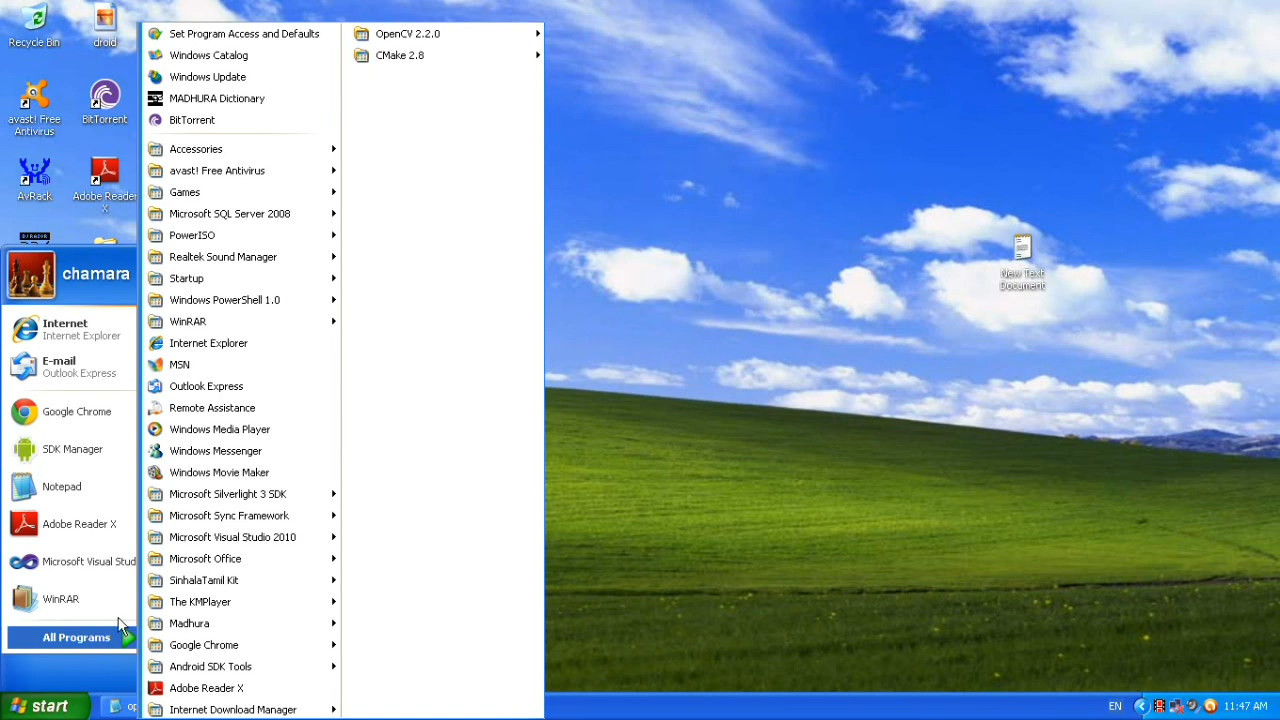 Recycle Bin
droid
avast! Free
Antivirus
BitTorrent
AvRack
Adobe Reader
X
chamara
Internet
Internet Explorer
E-mail
Outlook Express
Google Chrome
SDK Manager
Notepad
Adobe Reader X
Microsoft Visual Stud
WinRAR
All Programs
start
op
Set Program Access and Defaults
Windows Catalog
Windows Update
MADHURA Dictionary
BitTorrent
Accessories
avast! Free Antivirus
Games
Microsoft SQL Server 2008
PowerISO
Realtek Sound Manager
Startup
Windows PowerShell 1.0
WinRAR
Internet Explorer
MSN
Outlook Express
Remote Assistance
Windows Media Player
Windows Messenger
Windows Movie Maker
Microsoft Silverlight 3 SDK
Microsoft Sync Framework
Microsoft Visual Studio 2010
Microsoft Office
SinhalaTamil Kit
The KMPlayer
Madhura
Google Chrome
Android SDK Tools
Adobe Reader X
Internet Download Manager
OpenCV 2.2.0
CMake 2.8
New Text
Document
EN
11:47 AM